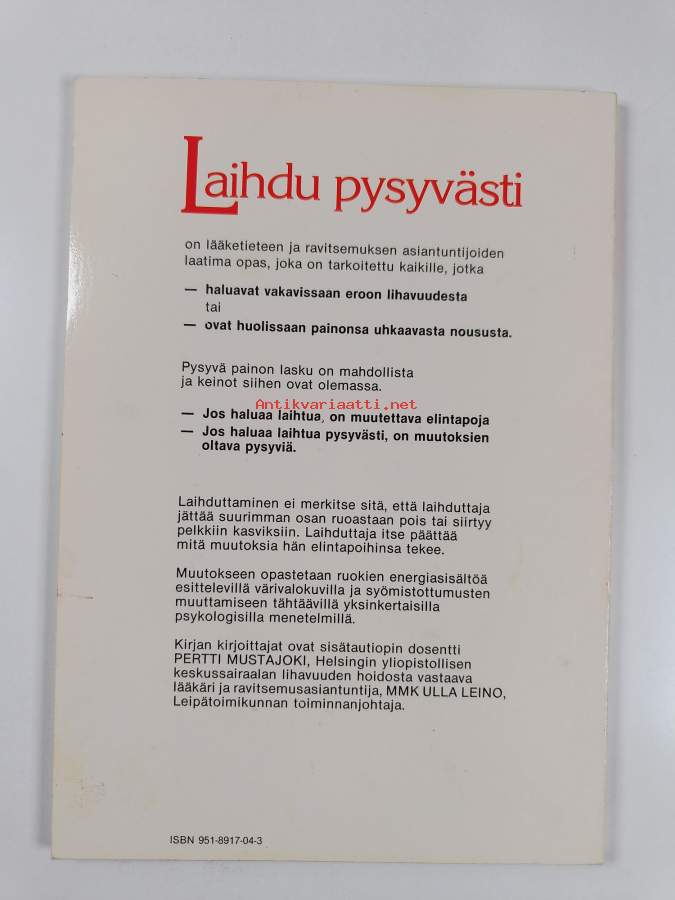 Laihdu pysyvästi
on lääketieteen ja ravitsemuksen asiantuntijoiden
laatima opas, joka on tarkoitettu kaikille, jotka
— haluavat vakavissaan eroon lihavuudesta
tai
— ovat huolissaan painonsa uhkaavasta noususta.
Pysyvä painon lasku on mahdollista
ja keinot siihen ovat olemassa.
Antikvariaatti.net
— Jos haluaa laihtua, on muutettava elintapoja
— Jos haluaa laihtua pysyvästi, on muutoksien
oltava pysyviä.
Laihduttaminen ei merkitse sitä, että laihduttaja
jättää suurimman osan ruoastaan pois tai siirtyy
pelkkiin kasviksiin. Laihduttaja itse päättää
mitä muutoksia hän elintapoihinsa tekee.
Muutokseen opastetaan ruokien energiasisältöä
esittelevillä värivalokuvilla ja syömistottumusten
muuttamiseen tähtäävillä yksinkertaisilla
psykologisilla menetelmillä.
Kirjan kirjoittajat ovat sisätautiopin dosentti
PERTTI MUSTAJOKI, Helsingin yliopistollisen
keskussairaalan lihavuuden hoidosta vastaava
lääkäri ja ravitsemusasiantuntija, MMK ULLA LEINO,
Leipätoimikunnan toiminnanjohtaja.
ISBN 951-8917-04-3